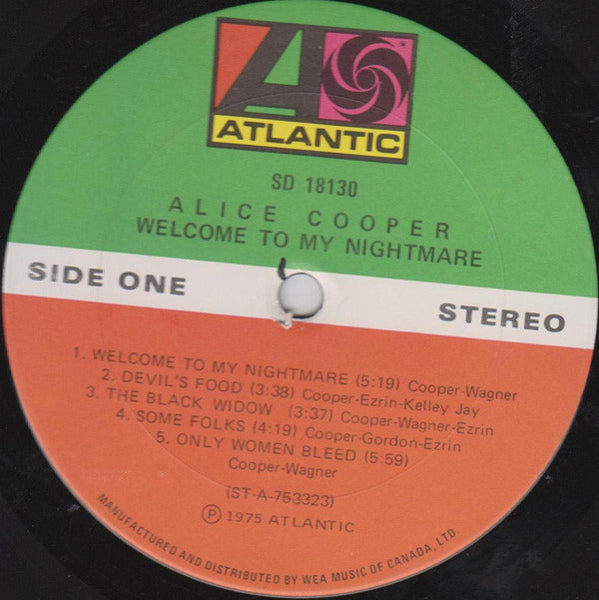 ATLANTIC
SD 18130
ALICE COOPER
WELCOME TO MY NIGHTMARE
SIDE ONE
STEREO
1. WELCOME TO MY NIGHTMARE (5:19) Cooper-Wagner
2. DEVIL'S FOOD (3:38) Cooper-Ezrin-Kelley Jay
3. THE BLACK WIDOW (3:37) Cooper-Wagner-Ezrin
4. SOME FOLKS (4:19) Cooper-Gordon-Ezrin
5. ONLY WOMEN BLEED (5:59)
Cooper-Wagner
(ST-A-753323)
Ⓟ 1975 ATLANTIC
MANUFACTURED AND DISTRIBUTED BY WEA MUSIC OF CANADA, LTD.